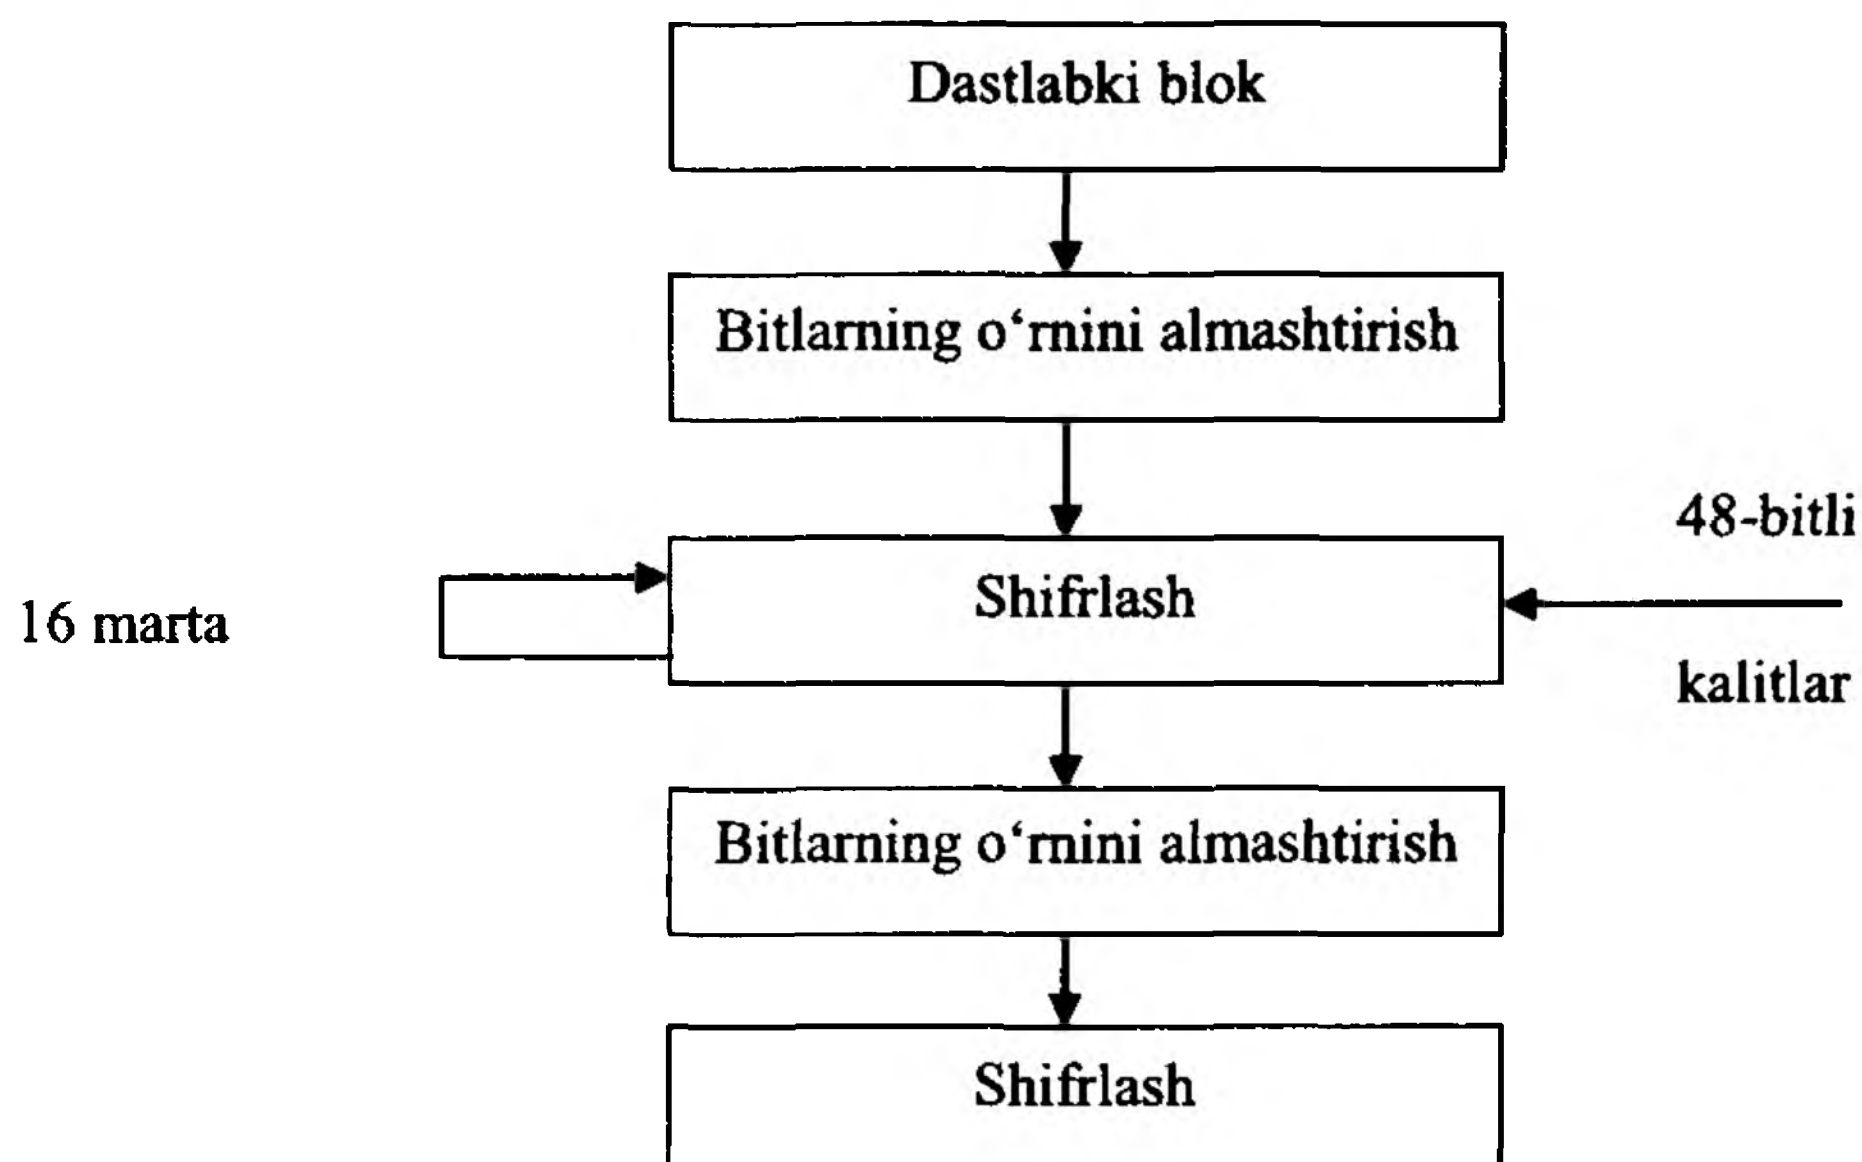 Dastlabki blok
Bitlarning o‘rnini almashtirish
48-bitli
Shifrlash
16 marta
kalitlar
Bitlarning o‘rnini almashtirish
Shifrlash